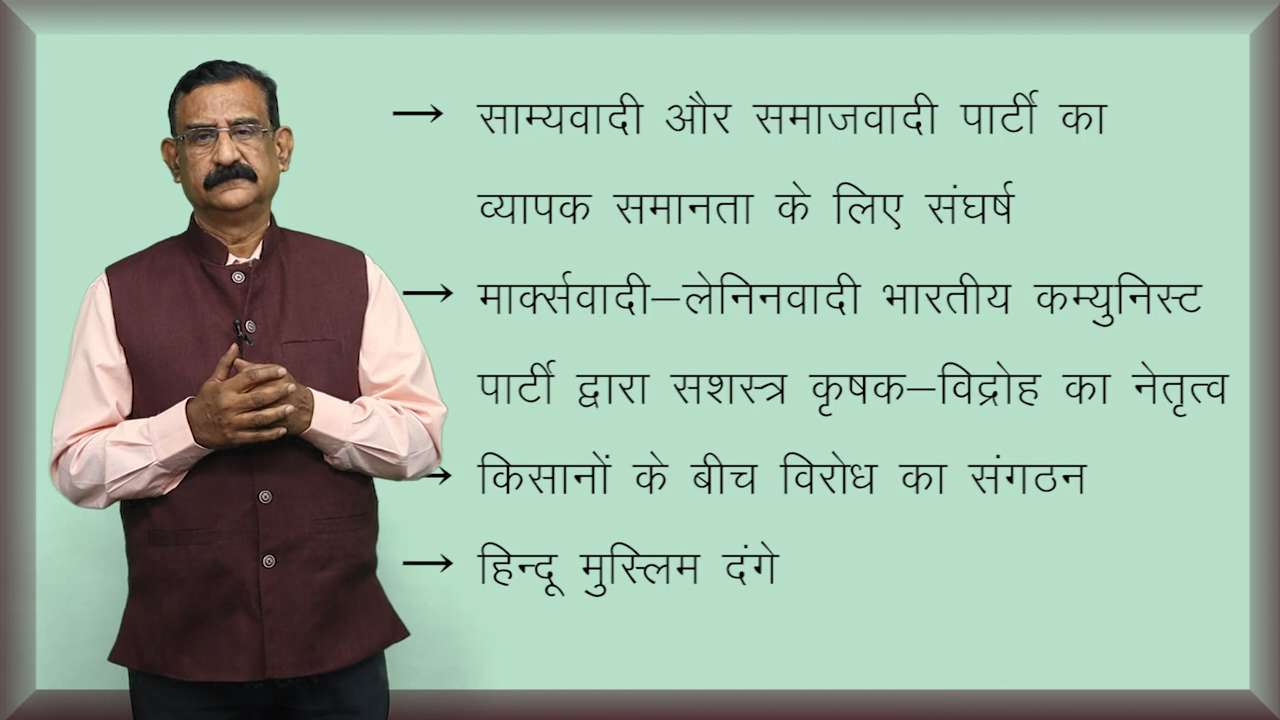 → साम्यवादी और समाजवादी पार्टी का
व्यापक समानता के लिए संघर्ष
→ मार्क्सवादी–लेनिनवादी भारतीय कम्युनिस्ट
पार्टी द्वारा सशस्त्र कृषक–विद्रोह का नेतृत्व
→ किसानों के बीच विरोध का संगठन
→ हिन्दू मुस्लिम दंगे